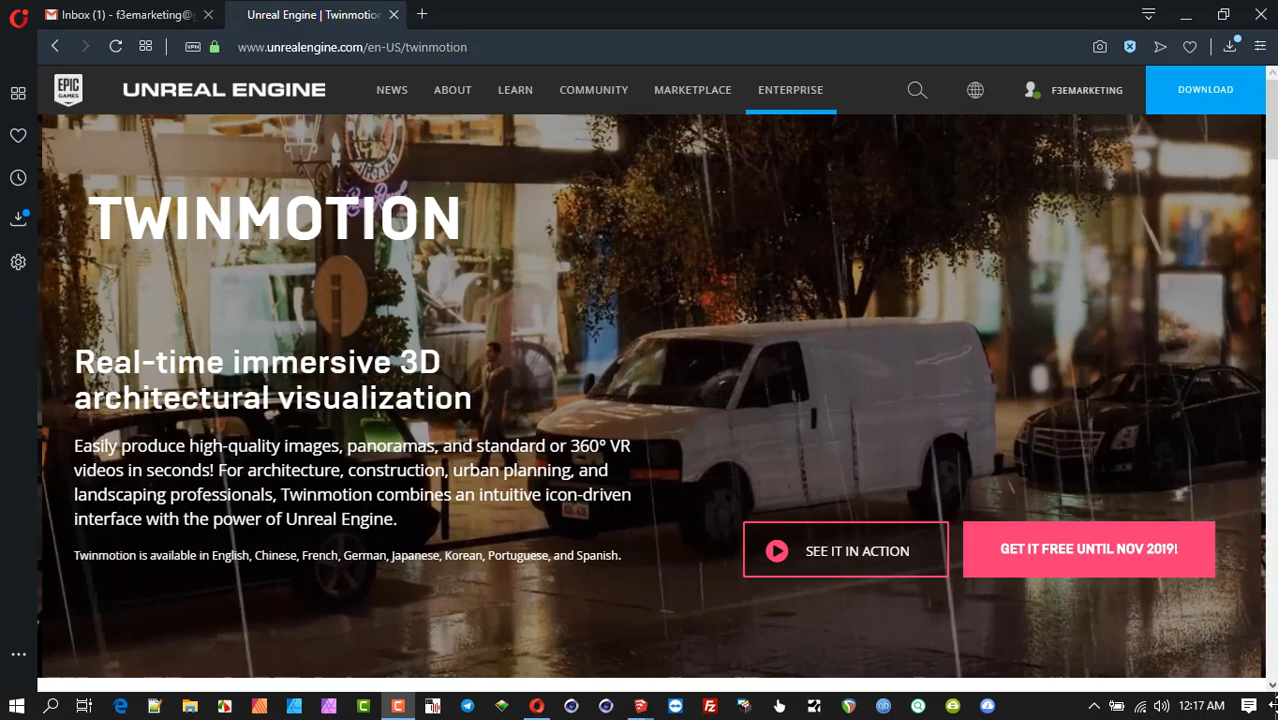 Inbox (1) - f3emarketing@g
Unreal Engine | Twinmotion
VPN
www.unrealengine.com/en-US/twinmotion
EPIC GAMES
UNREAL ENGINE
NEWS
ABOUT
LEARN
COMMUNITY
MARKETPLACE
ENTERPRISE
F3EMARKETING
DOWNLOAD
TWINMOTION
Real-time immersive 3D
architectural visualization
Easily produce high-quality images, panoramas, and standard or 360° VR
videos in seconds! For architecture, construction, urban planning, and
landscaping professionals, Twinmotion combines an intuitive icon-driven
interface with the power of Unreal Engine.
Twinmotion is available in English, Chinese, French, German, Japanese, Korean, Portuguese, and Spanish.
SEE IT IN ACTION
GET IT FREE UNTIL NOV 2019!
12:17 AM